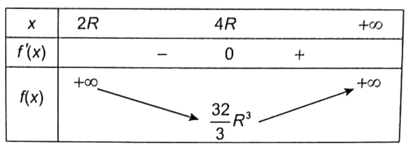 x 2R 4R +∞
f'(x) − 0 +
f(x) +∞ +∞
32/3 R³